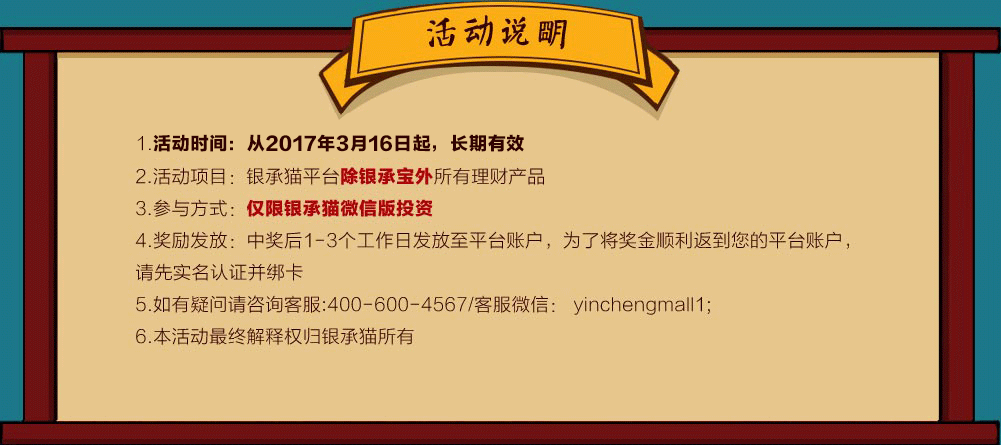 活动说明
1.活动时间：从2017年3月16日起，长期有效
2.活动项目：银承猫平台除银承宝外所有理财产品
3.参与方式：仅限银承猫微信版投资
4.奖励发放：中奖后1-3个工作日发放至平台账户，为了将奖金顺利返到您的平台账户，
请先实名认证并绑卡
5.如有疑问请咨询客服:400-600-4567/客服微信： yinchengmall1;
6.本活动最终解释权归银承猫所有